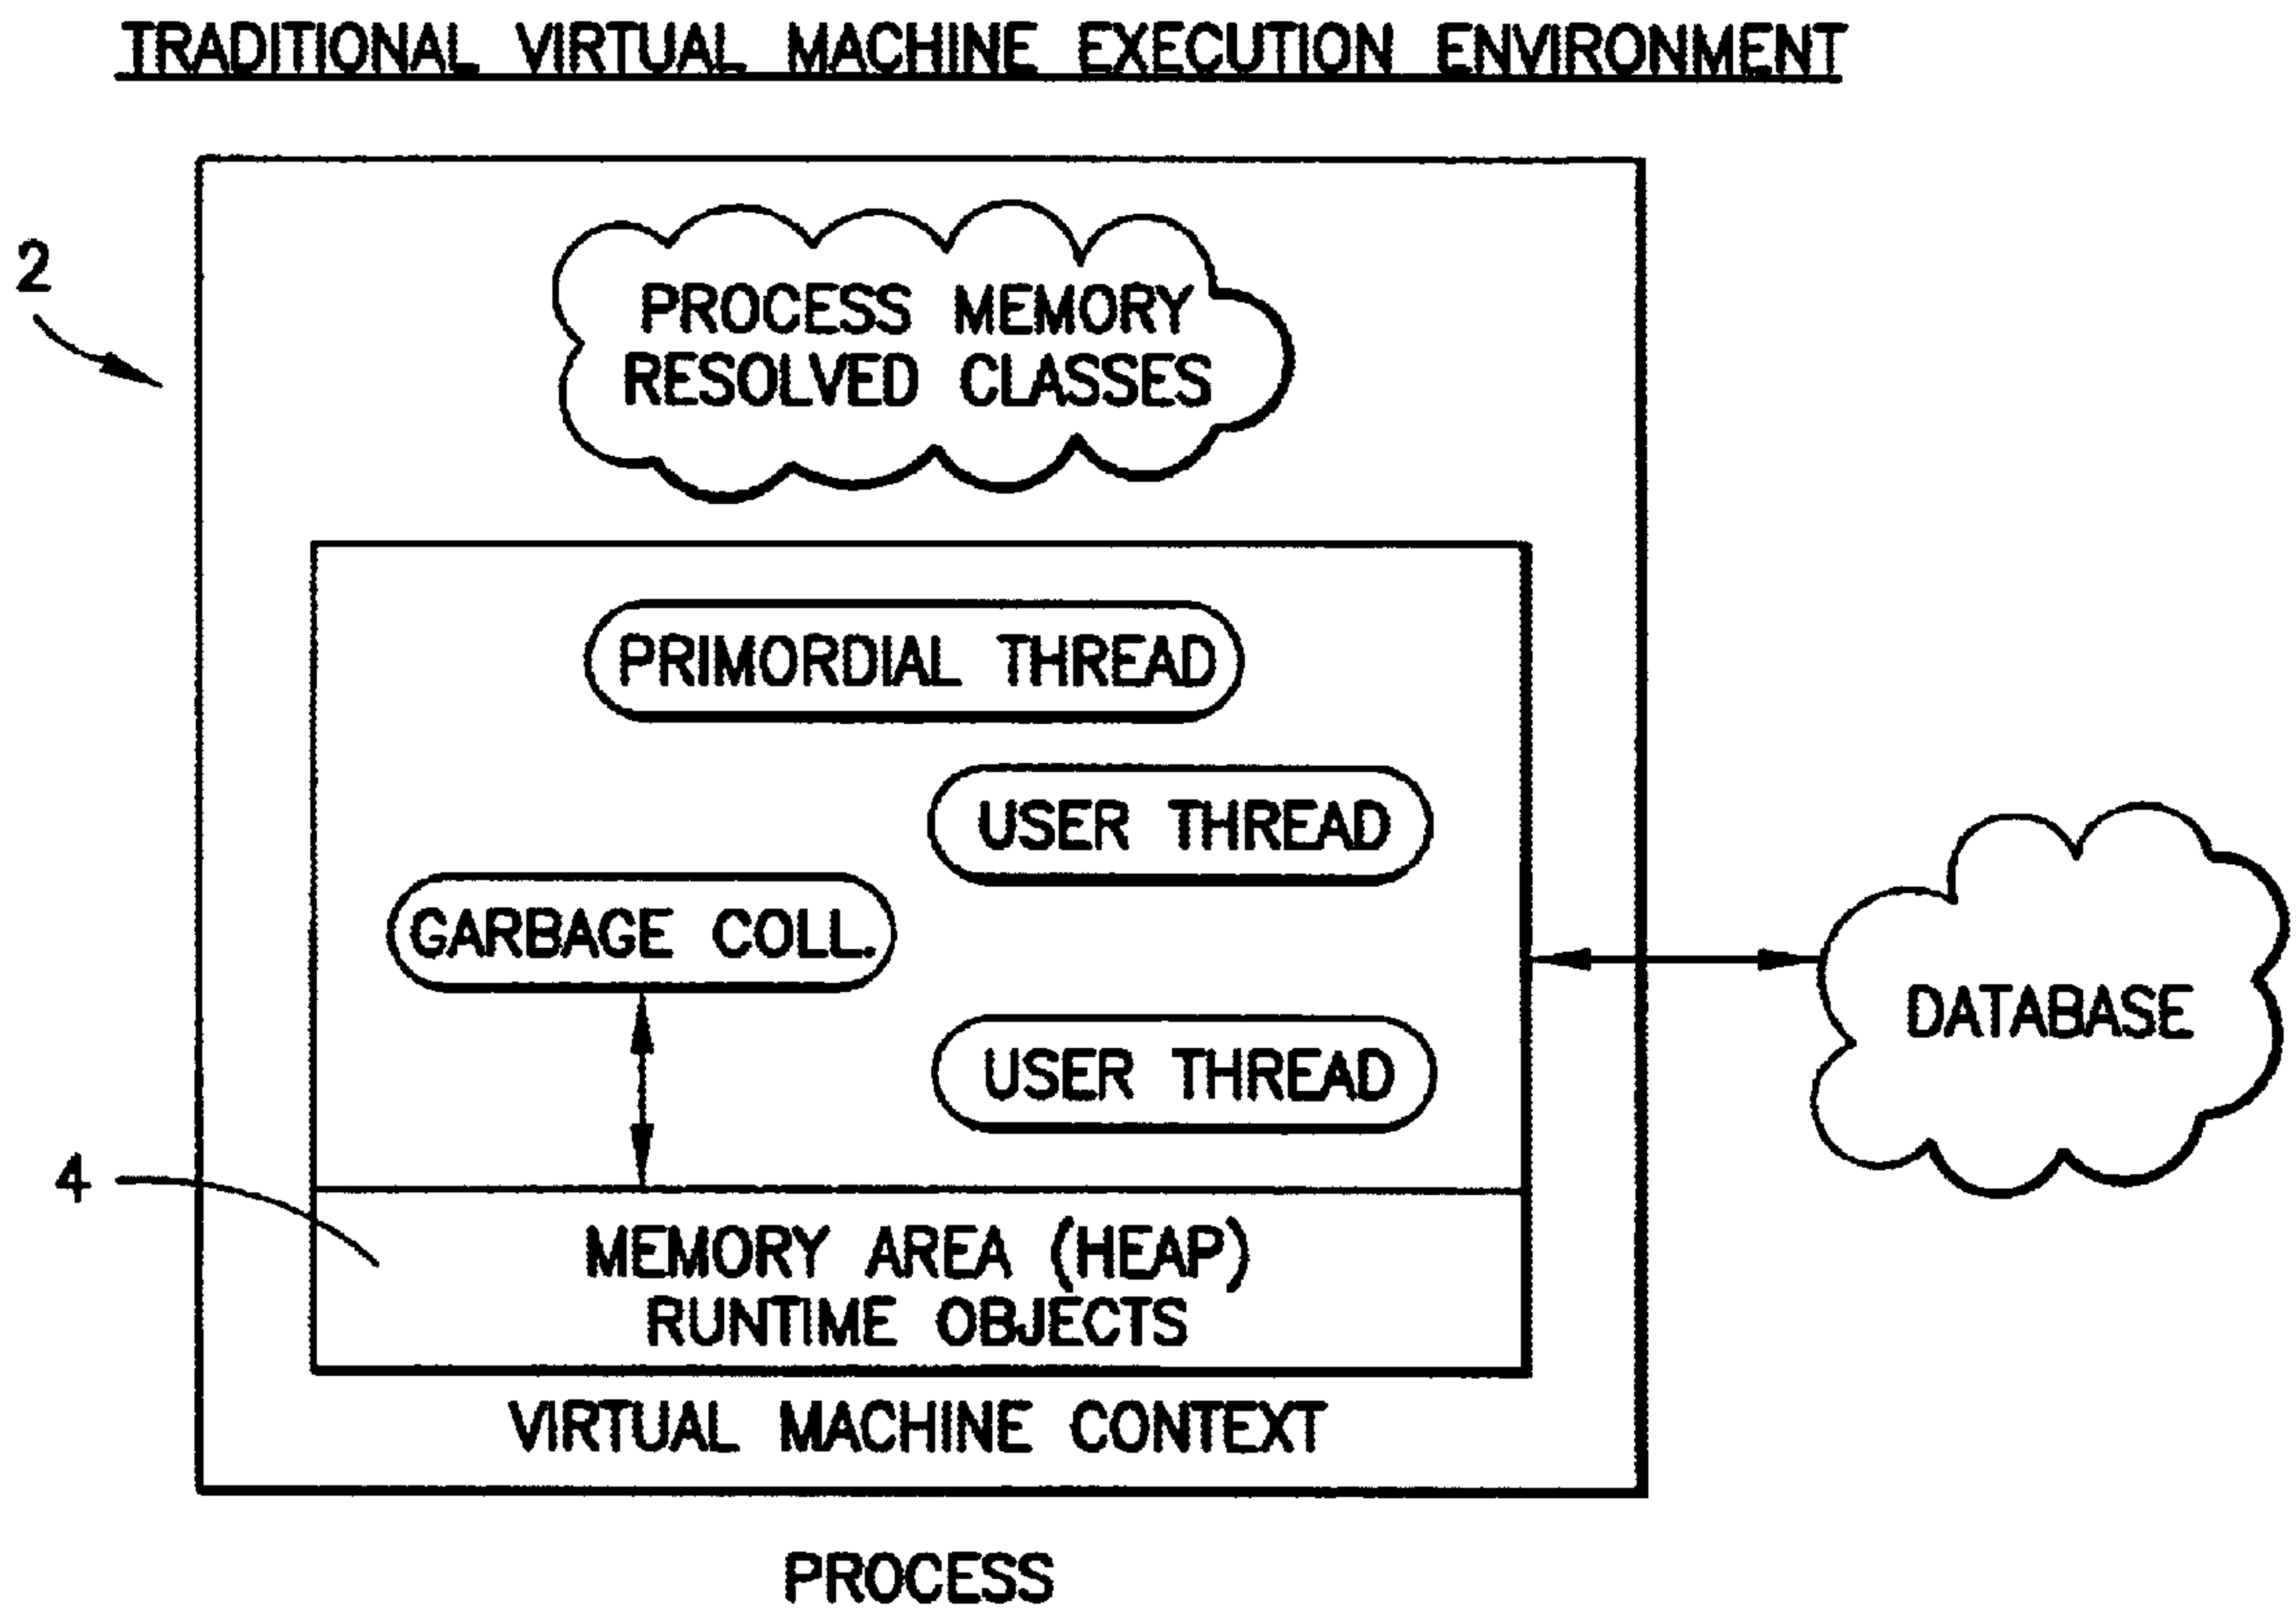 TRADITIONAL VIRTUAL MACHINE EXECUTION ENVIRONMENT
2
PROCESS MEMORY
RESOLVED CLASSES
PRIMORDIAL THREAD
USER THREAD
GARBAGE COLL.
DATABASE
USER THREAD
4
MEMORY AREA (HEAP)
RUNTIME OBJECTS
VIRTUAL MACHINE CONTEXT
PROCESS